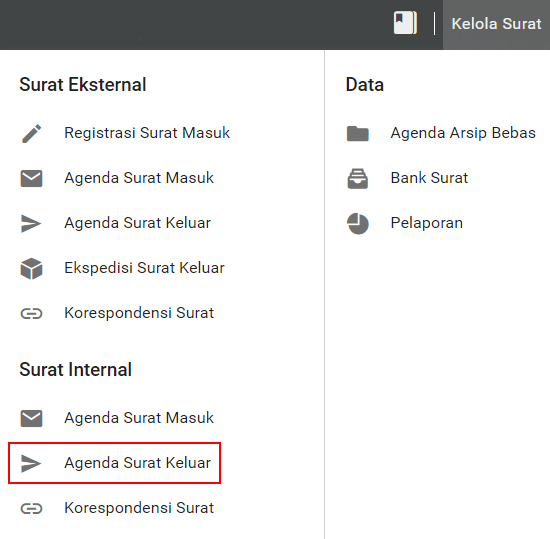 Kelola Surat
Surat Eksternal
Registrasi Surat Masuk
Agenda Surat Masuk
Agenda Surat Keluar
Ekspedisi Surat Keluar
Korespondensi Surat
Surat Internal
Agenda Surat Masuk
Agenda Surat Keluar
Korespondensi Surat
Data
Agenda Arsip Bebas
Bank Surat
Pelaporan